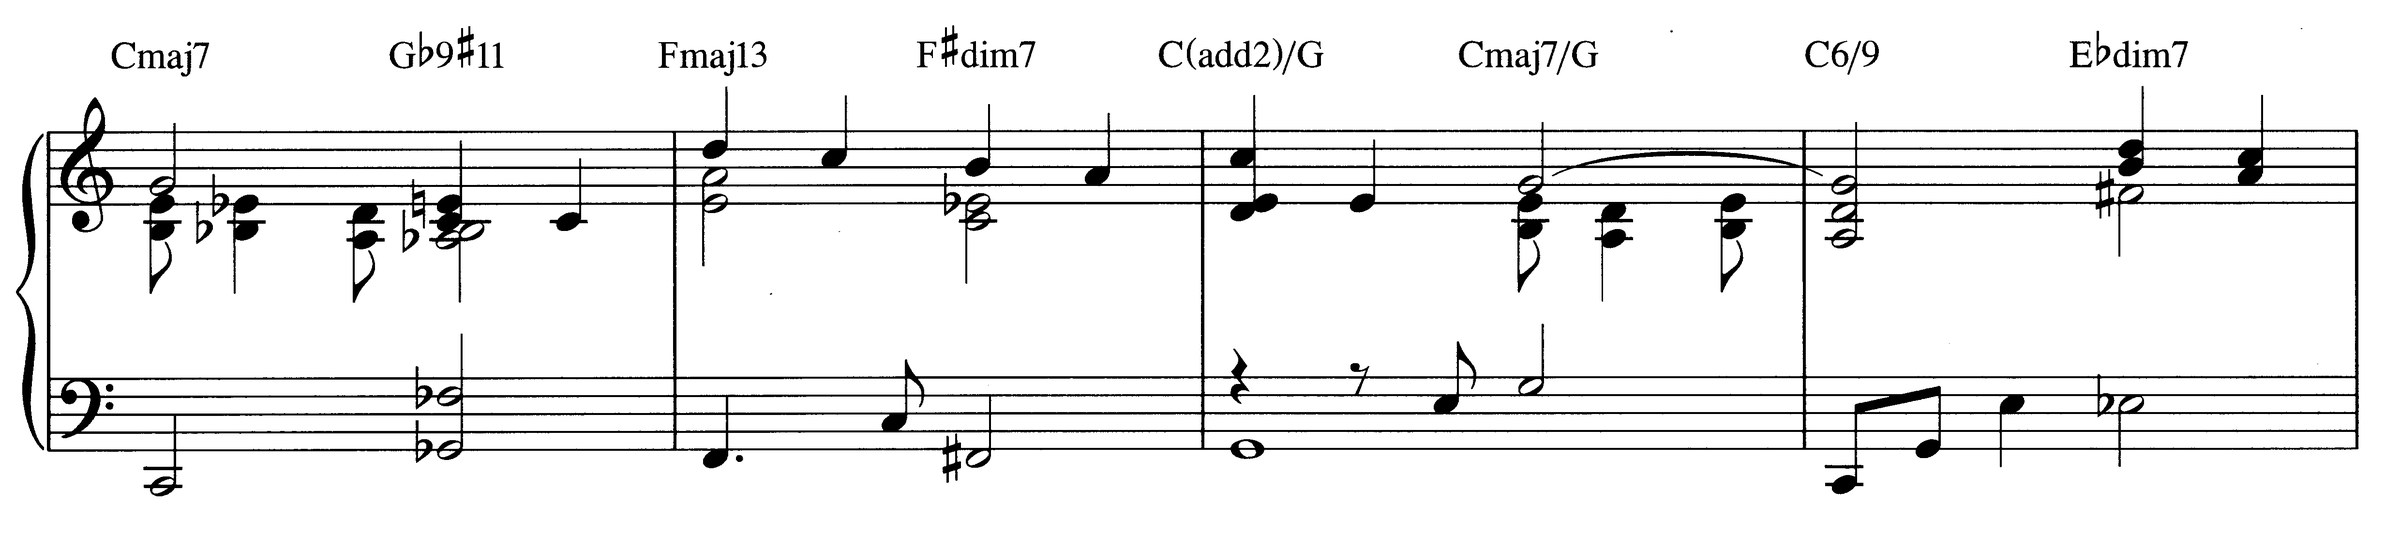 Cmaj7 G♭9♯11 Fmaj13 F♯dim7 C(add2)/G Cmaj7/G C6/9 E♭dim7